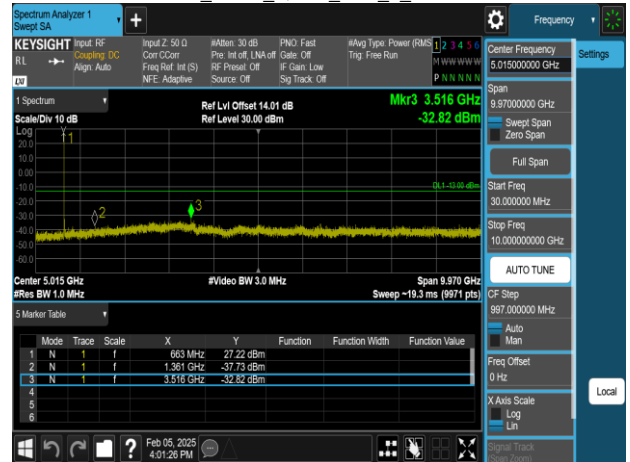 Spectrum Analyzer 1
Swept SA
Frequency
KEYSIGHT
RL
Input: RF
Coupling: DC
Align: Auto
Input Z: 50 Ω
Corr CCorr
Freq Ref: Int (S)
NFE: Adaptive
#Atten: 30 dB
Pre: Int off, LNA off
RF Presel: Off
Source: Off
PNO: Fast
Gate: Off
IF Gain: Low
Sig Track: Off
#Avg Type: Power (RMS
Trig: Free Run
1 2 3 4 5 6
M W W W W W
P N N N N N
LXI
1 Spectrum
Scale/Div 10 dB
Ref Lvl Offset 14.01 dB
Ref Level 30.00 dBm
Mkr3 3.516 GHz
-32.82 dBm
Log
20.0
10.0
0.00
-10.0
-20.0
-30.0
-40.0
-50.0
-60.0
1
2
3
DL1 -13.00 dBm
Center 5.015 GHz
#Res BW 1.0 MHz
#Video BW 3.0 MHz
Span 9.970 GHz
Sweep ~19.3 ms (9971 pts)
5 Marker Table
Mode Trace Scale X Y Function Function Width Function Value
1 N 1 f 663 MHz 27.22 dBm
2 N 1 f 1.361 GHz -37.73 dBm
3 N 1 f 3.516 GHz -32.82 dBm
4
5
6
Feb 05, 2025
4:01:26 PM
Center Frequency
5.01500000 GHz
Settings
Span
9.97000000 GHz
Swept Span
Zero Span
Full Span
Start Freq
30.000000 MHz
Stop Freq
10.000000000 GHz
AUTO TUNE
CF Step
997.000000 MHz
Auto
Man
Freq Offset
0 Hz
X Axis Scale
Log
Lin
Local
Signal Track
(Span Zoom)